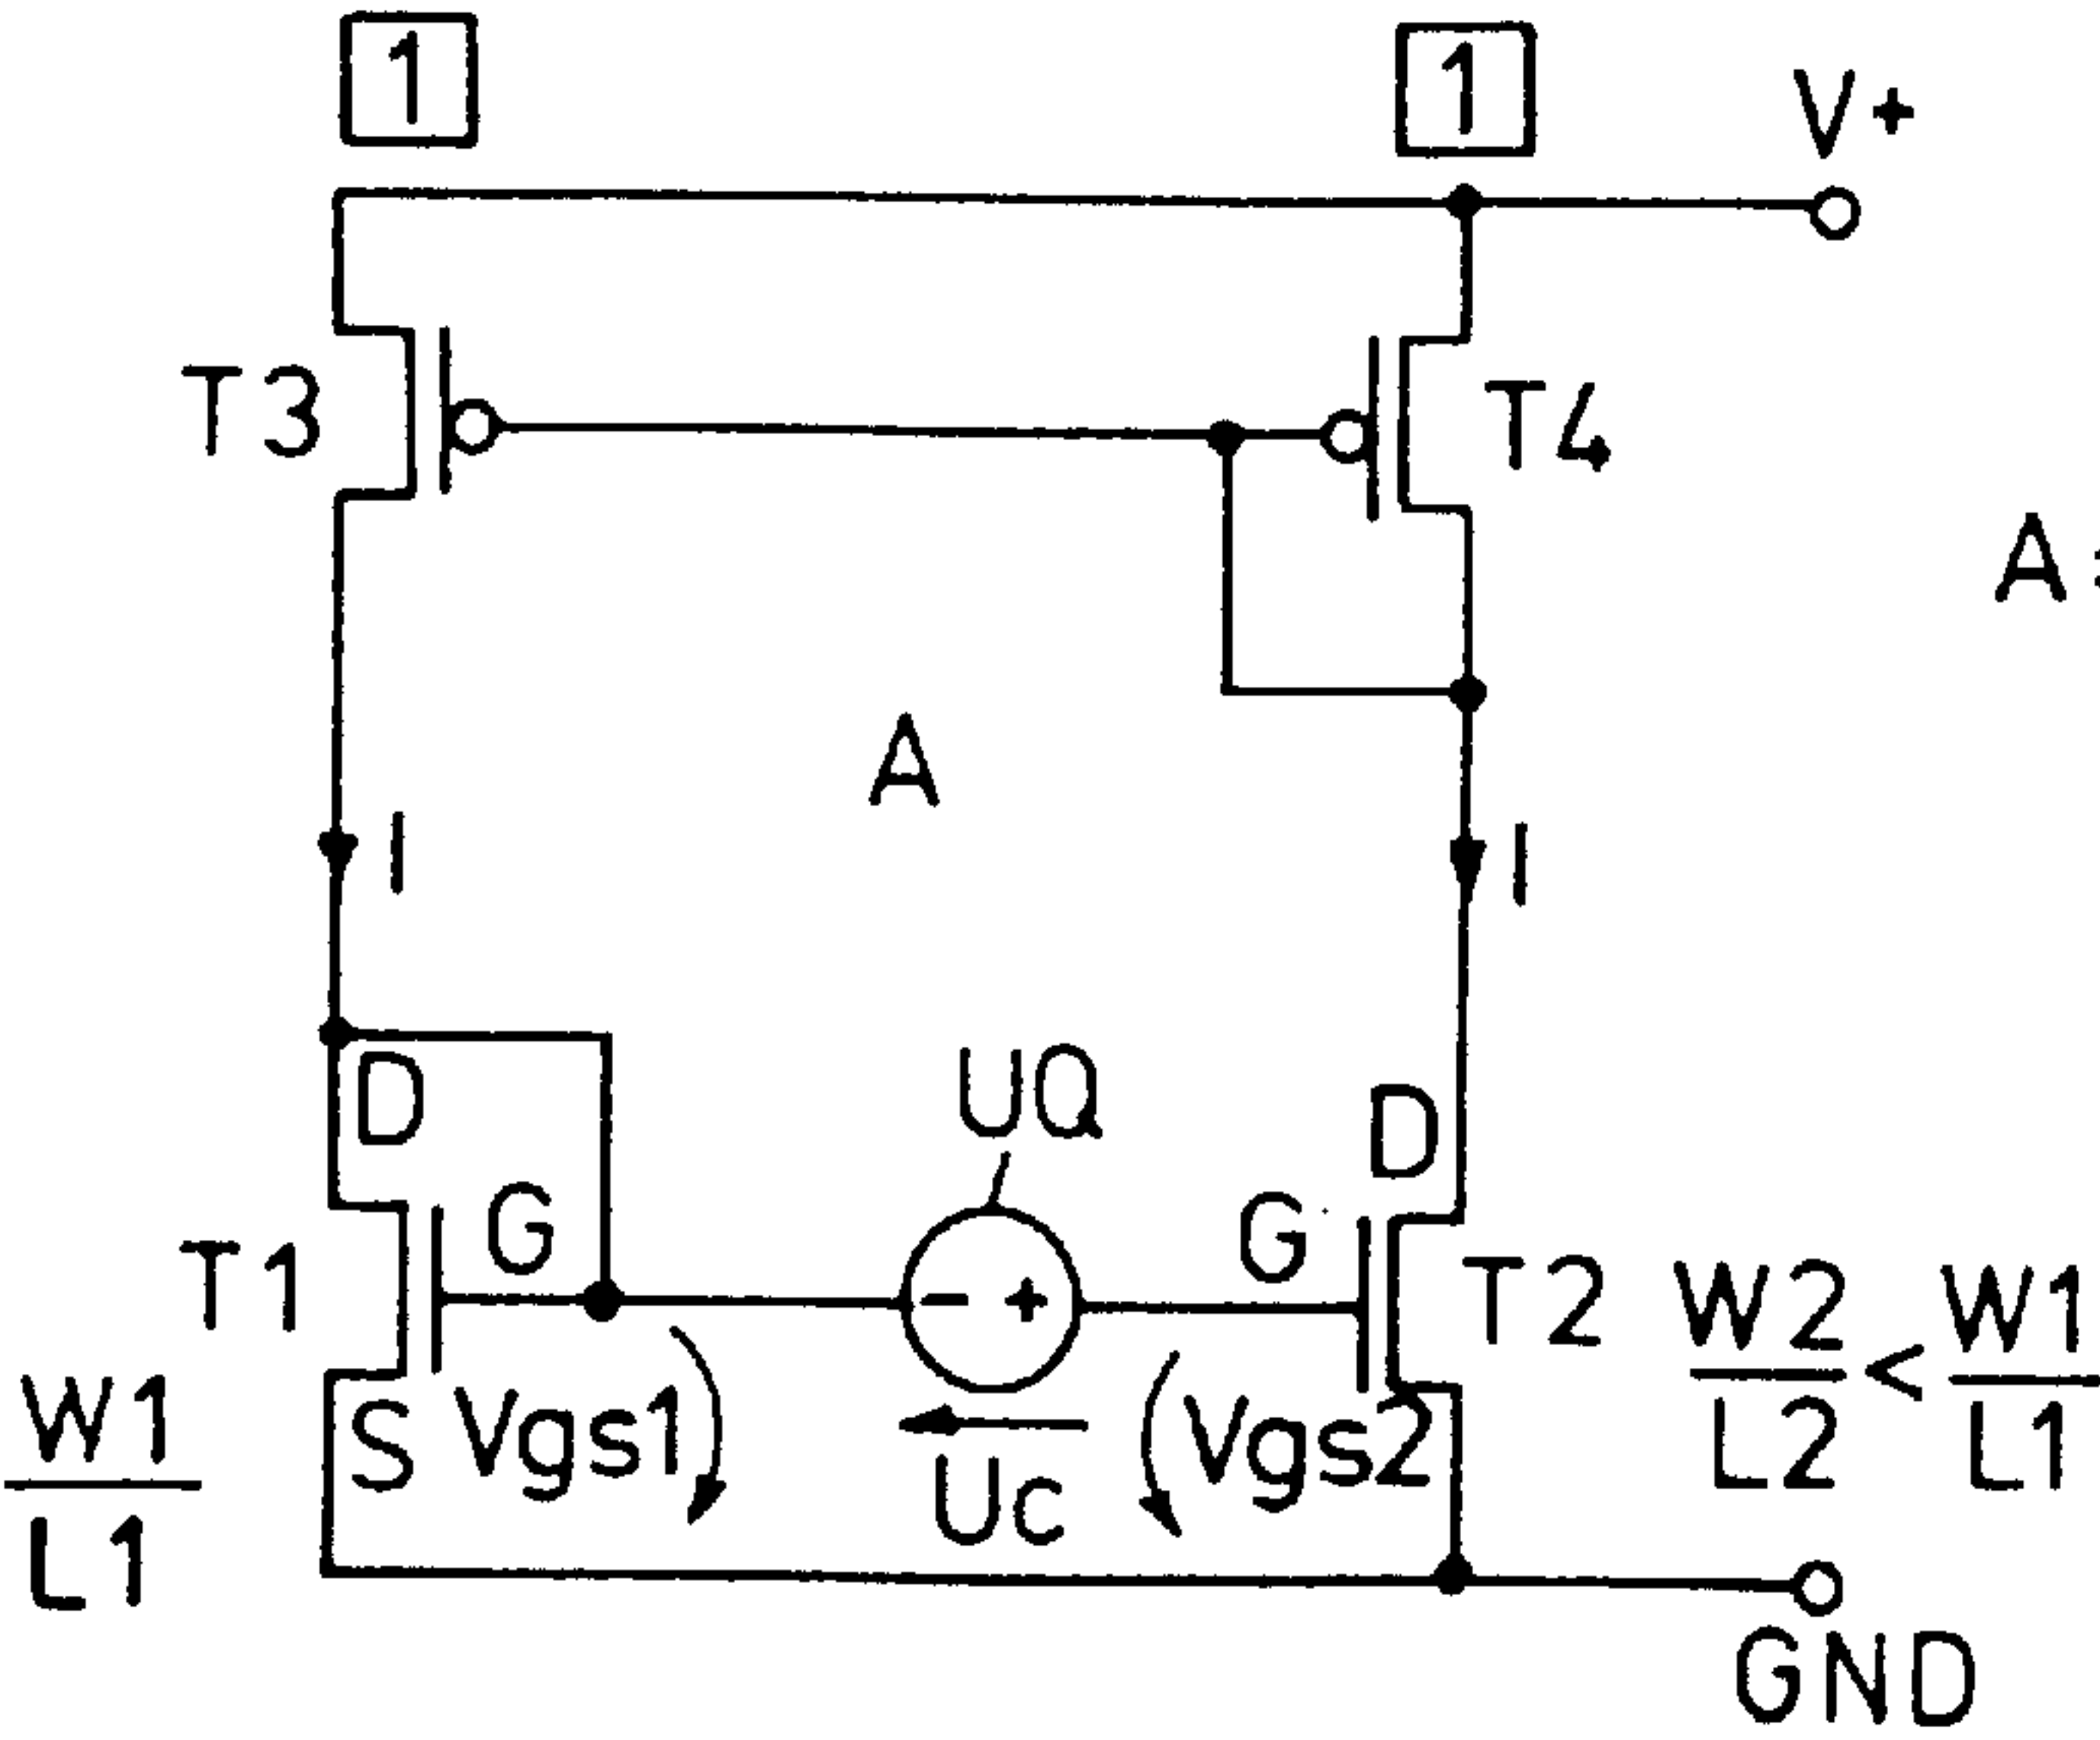 1
1
V+
T3
T4
A
A
I
I
D
UQ
D
G
G
T1
- +
T2
W2/L2 < W1/L1
W1/L1
S
Vgs1
Vgs2
Uc
GND